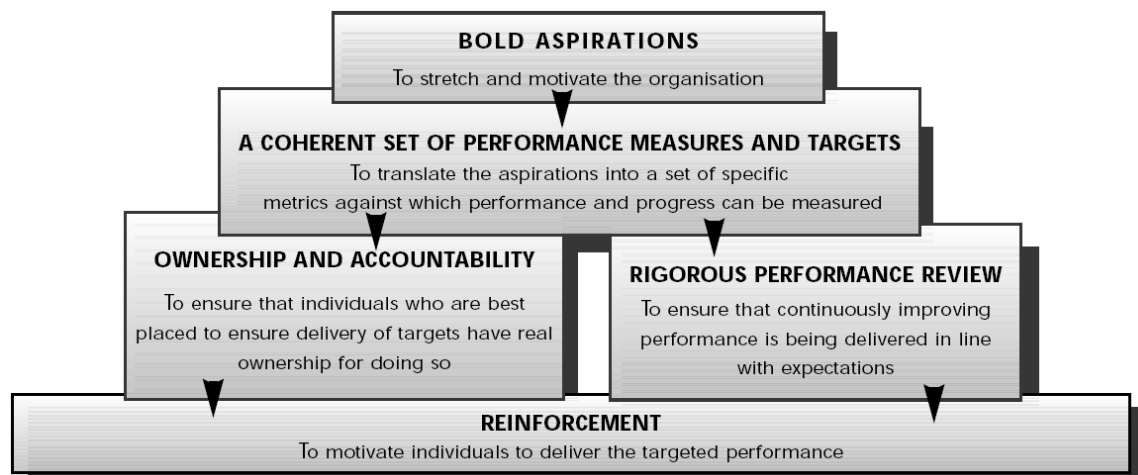 BOLD ASPIRATIONS
To stretch and motivate the organisation
A COHERENT SET OF PERFORMANCE MEASURES AND TARGETS
To translate the aspirations into a set of specific
metrics against which performance and progress can be measured
OWNERSHIP AND ACCOUNTABILITY
To ensure that individuals who are best
placed to ensure delivery of targets have real
ownership for doing so
RIGOROUS PERFORMANCE REVIEW
To ensure that continuously improving
performance is being delivered in line
with expectations
REINFORCEMENT
To motivate individuals to deliver the targeted performance